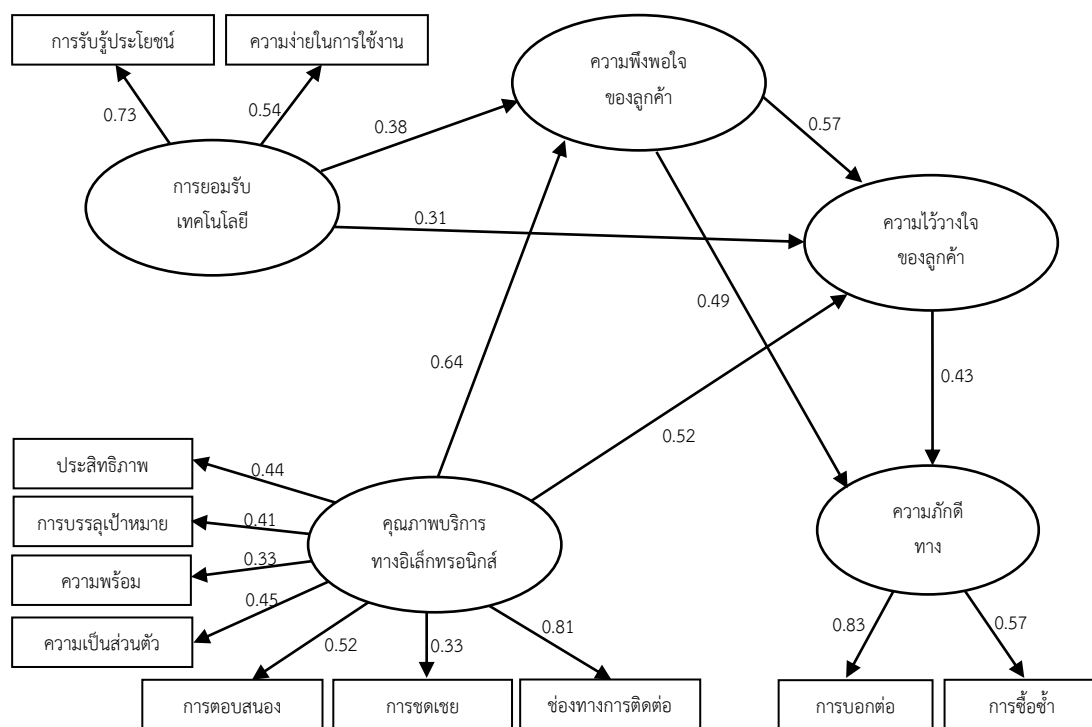 การรับรู้ประโยชน์
ความง่ายในการใช้งาน
ความพึงพอใจ
ของลูกค้า
0.73
0.54
0.38
0.57
การยอมรับ
เทคโนโลยี
0.31
ความไว้วางใจ
ของลูกค้า
0.49
0.64
0.43
0.52
ประสิทธิภาพ
0.44
การบรรลุเป้าหมาย
0.41
คุณภาพบริการ
ทางอิเล็กทรอนิกส์
ความภักดี
ทาง
ความพร้อม
0.33
0.45
ความเป็นส่วนตัว
0.52
0.33
0.81
0.83
0.57
การตอบสนอง
การชดเชย
ช่องทางการติดต่อ
การบอกต่อ
การซื้อซ้ำ